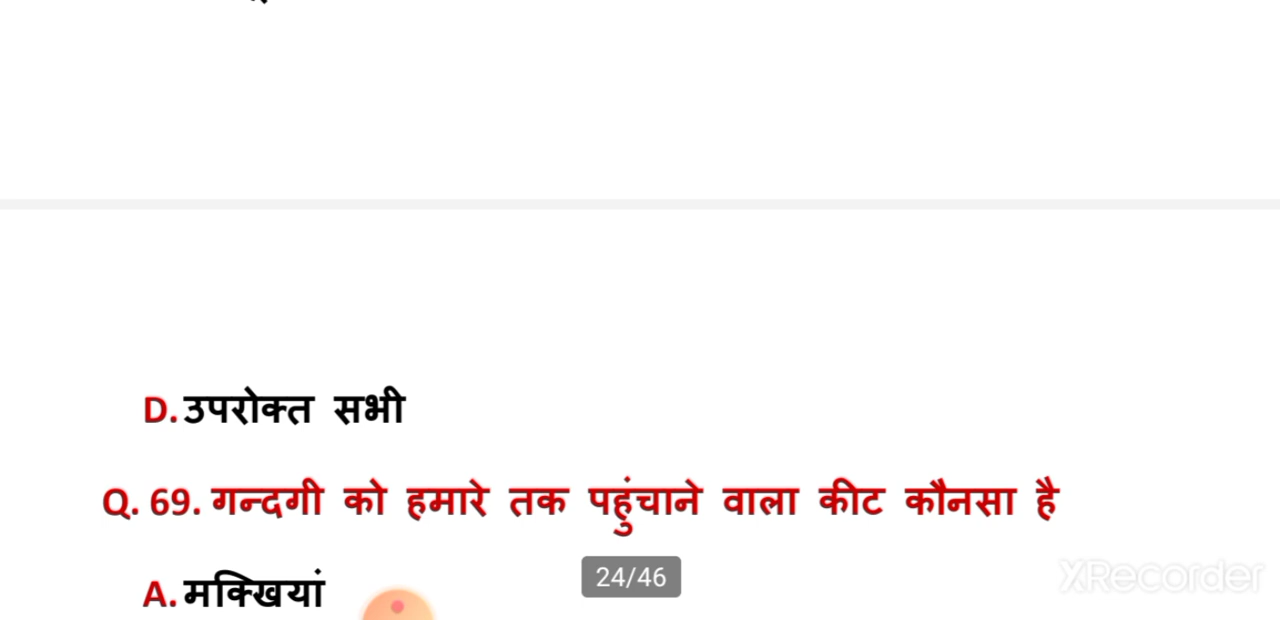 D. उपरोक्त सभी
Q. 69. गन्दगी को हमारे तक पहुंचाने वाला कीट कौनसा है
A. मक्खियां
24/46
XRecorder